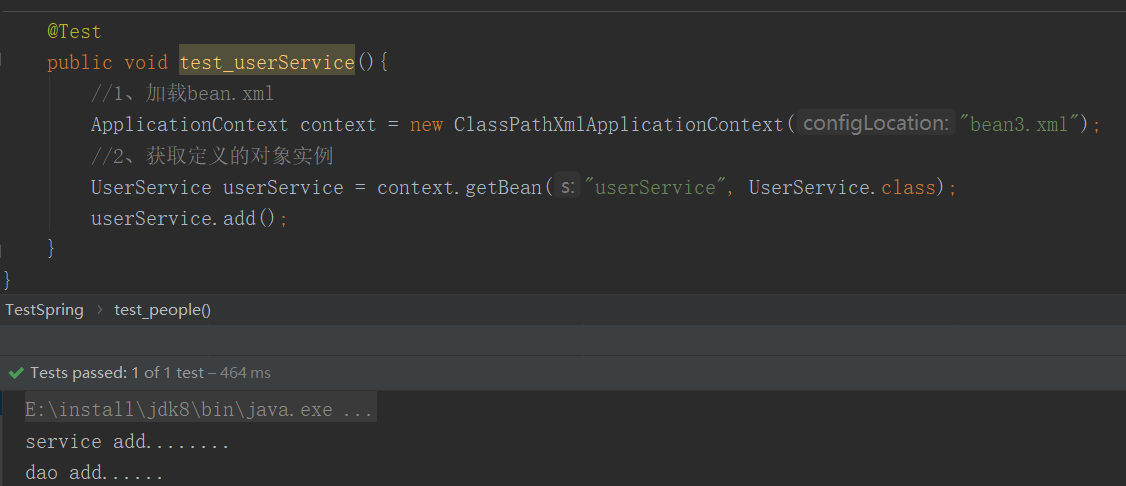 @Test
public void test_userService(){
//1、加载bean.xml
ApplicationContext context = new ClassPathXmlApplicationContext( configLocation: "bean3.xml");
//2、获取定义的对象实例
UserService userService = context.getBean( s: "userService", UserService.class);
userService.add();
}
}
TestSpring › test_people()
Tests passed: 1 of 1 test – 464 ms
E:\install\jdk8\bin\java.exe ...
service add........
dao add......